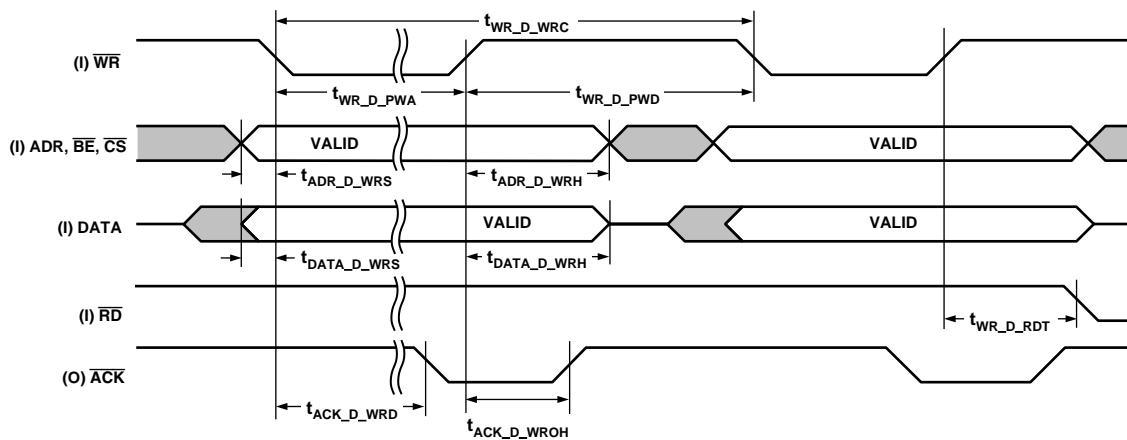 tWR_D_WRC
(I) WR
tWR_D_PWA
tWR_D_PWD
(I) ADR, BE, CS
VALID
VALID
tADR_D_WRS
tADR_D_WRH
(I) DATA
VALID
VALID
tDATA_D_WRS
tDATA_D_WRH
(I) RD
tWR_D_RDT
(O) ACK
tACK_D_WRD
tACK_D_WROH